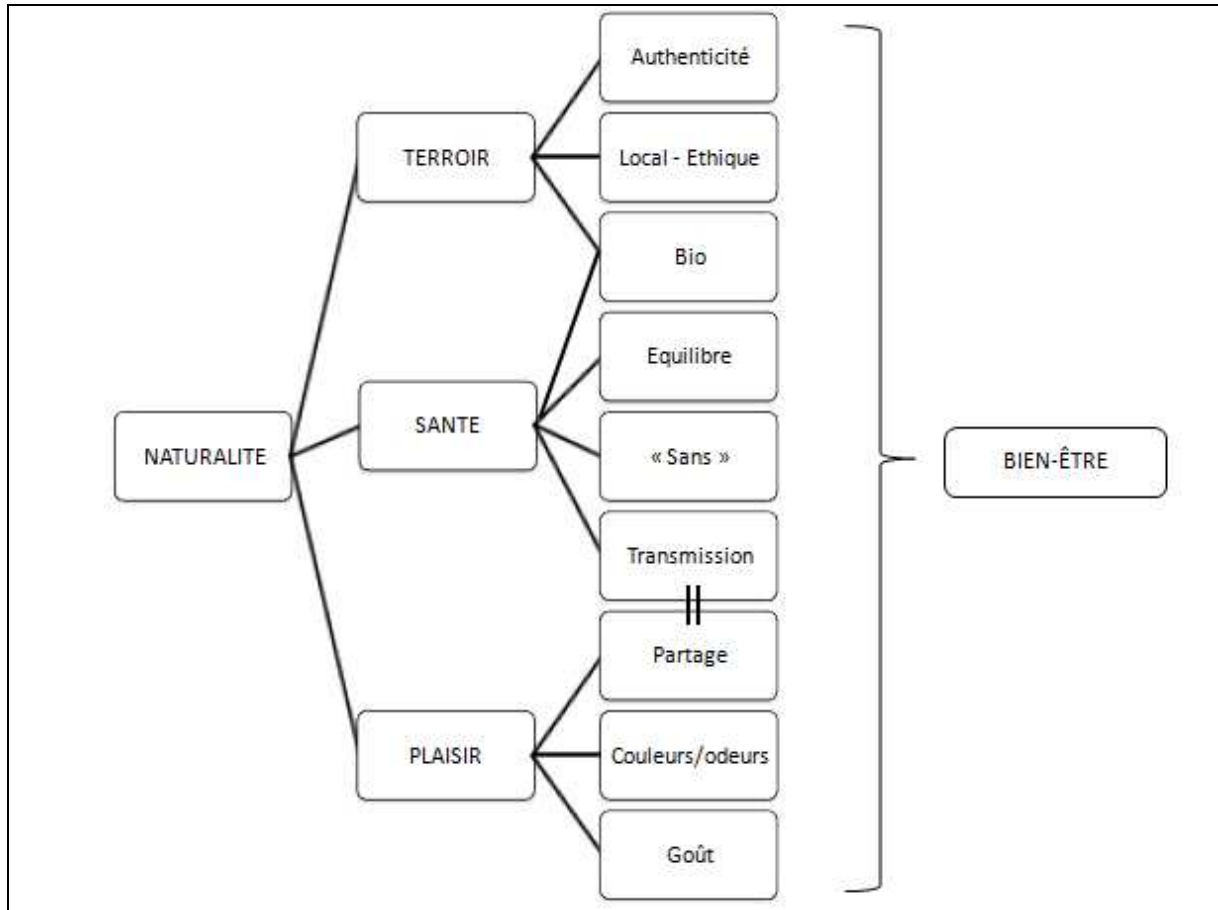 NATURALITE
TERROIR
SANTE
PLAISIR
Authenticité
Local - Ethique
Bio
Equilibre
« Sans »
Transmission
Partage
Couleurs/odeurs
Goût
BIEN-ÊTRE